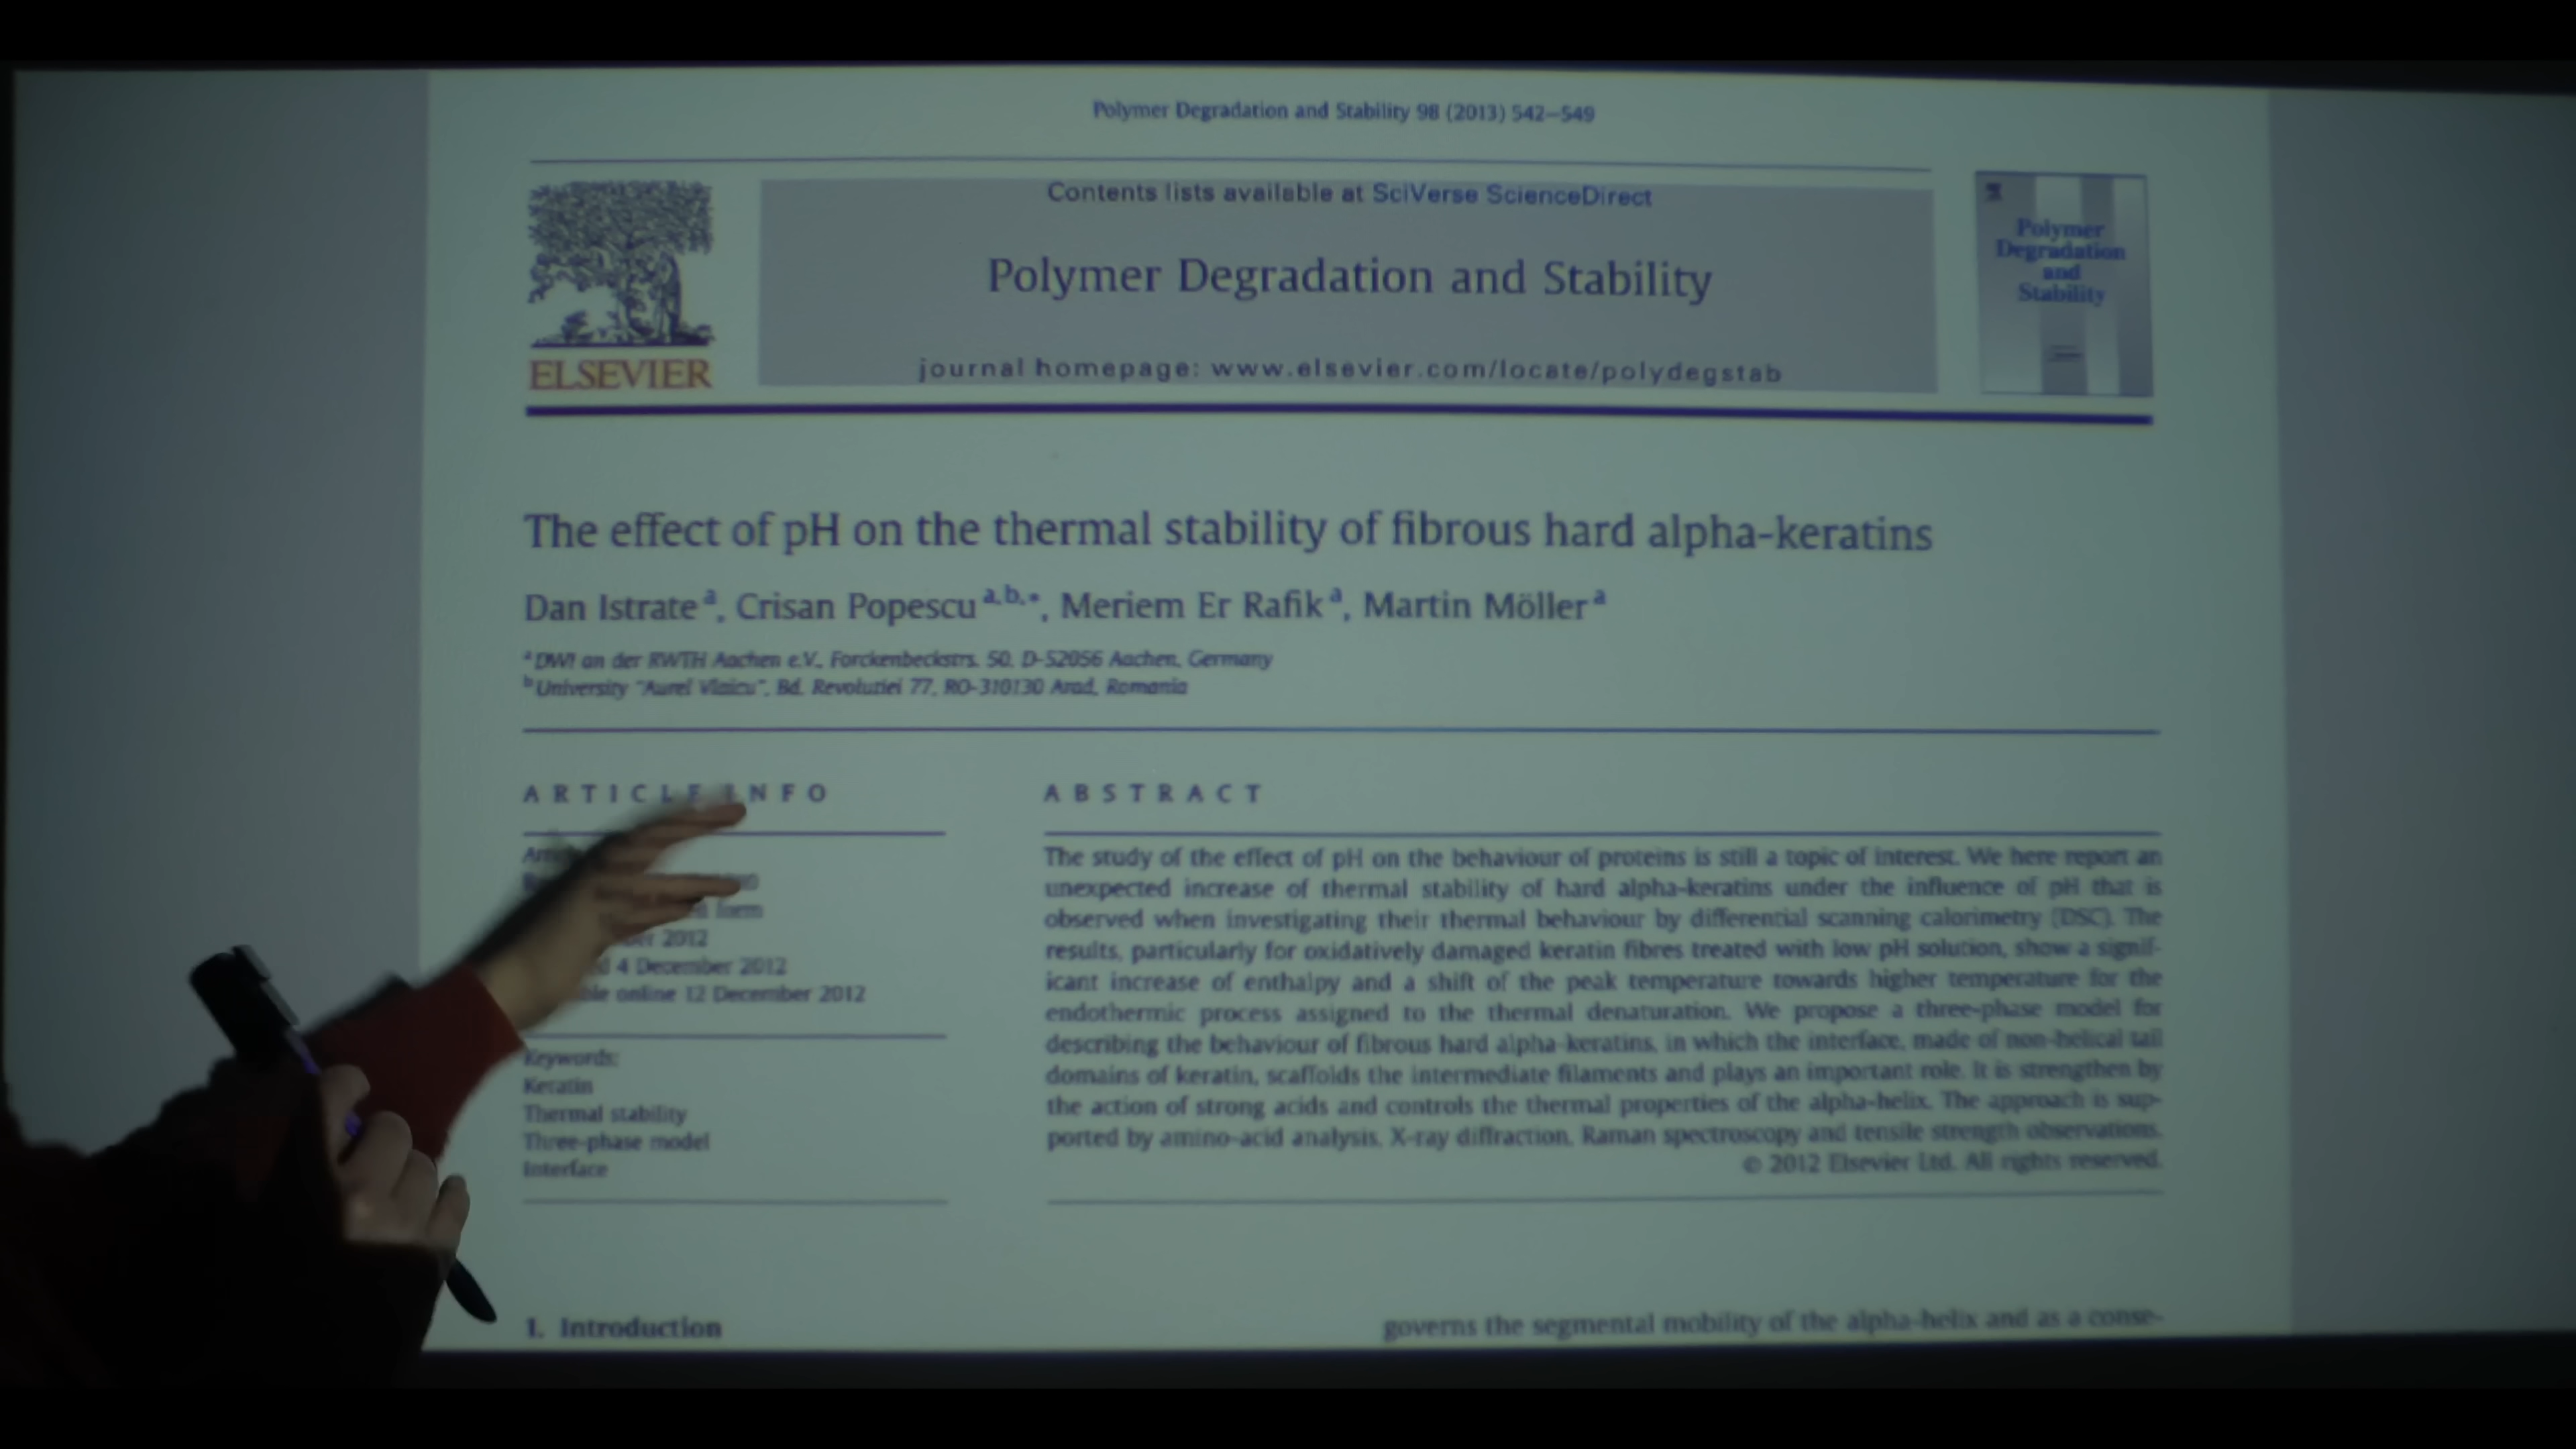 Polymer Degradation and Stability 98 (2013) 542–549
Contents lists available at SciVerse ScienceDirect
Polymer Degradation and Stability
journal homepage: www.elsevier.com/locate/polydegstab
ELSEVIER
Polymer
Degradation
and
Stability
The effect of pH on the thermal stability of fibrous hard alpha-keratins
Dan Istrate a, Crisan Popescu a,b,*, Meriem Er Rafik a, Martin Möller a
a DWI an der RWTH Aachen e.V., Forckenbeckstrs. 50, D-52056 Aachen, Germany
b University "Aurel Vlaicu", Bd. Revolutiei 77, RO-310130 Arad, Romania
ARTICLE INFO
form
2012
4 December 2012
online 12 December 2012
Keywords:
Keratin
Thermal stability
Three-phase model
Interface
ABSTRACT
The study of the effect of pH on the behaviour of proteins is still a topic of interest. We here report an
unexpected increase of thermal stability of hard alpha-keratins under the influence of pH that is
observed when investigating their thermal behaviour by differential scanning calorimetry (DSC). The
results, particularly for oxidatively damaged keratin fibres treated with low pH solution, show a signif-
icant increase of enthalpy and a shift of the peak temperature towards higher temperature for the
endothermic process assigned to the thermal denaturation. We propose a three-phase model for
describing the behaviour of fibrous hard alpha-keratins, in which the interface, made of non-helical tail
domains of keratin, scaffolds the intermediate filaments and plays an important role. It is strengthen by
the action of strong acids and controls the thermal properties of the alpha-helix. The approach is sup-
ported by amino-acid analysis, X-ray diffraction, Raman spectroscopy and tensile strength observations.
© 2012 Elsevier Ltd. All rights reserved.
1. Introduction
governs the segmental mobility of the alpha-helix and as a conse-